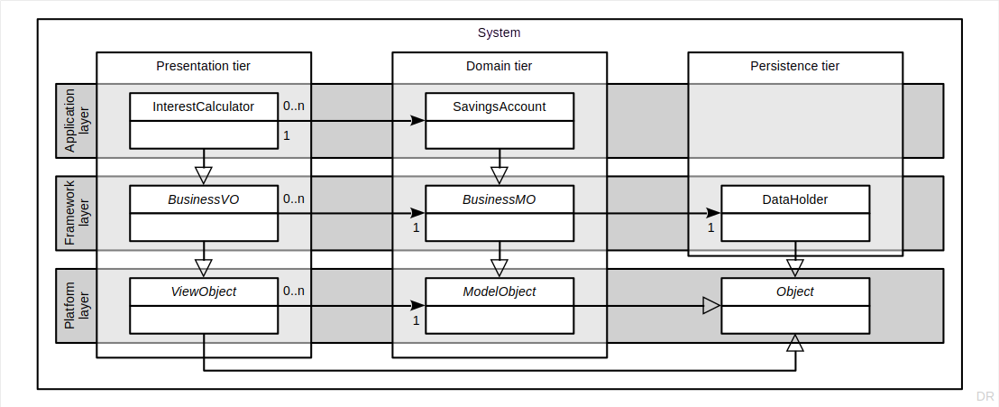 System
Presentation tier
Domain tier
Persistence tier
Application
layer
InterestCalculator
0..n
1
SavingsAccount
Framework
layer
BusinessVO
0..n
1
BusinessMO
1
DataHolder
Platform
layer
ViewObject
0..n
1
ModelObject
Object
DR